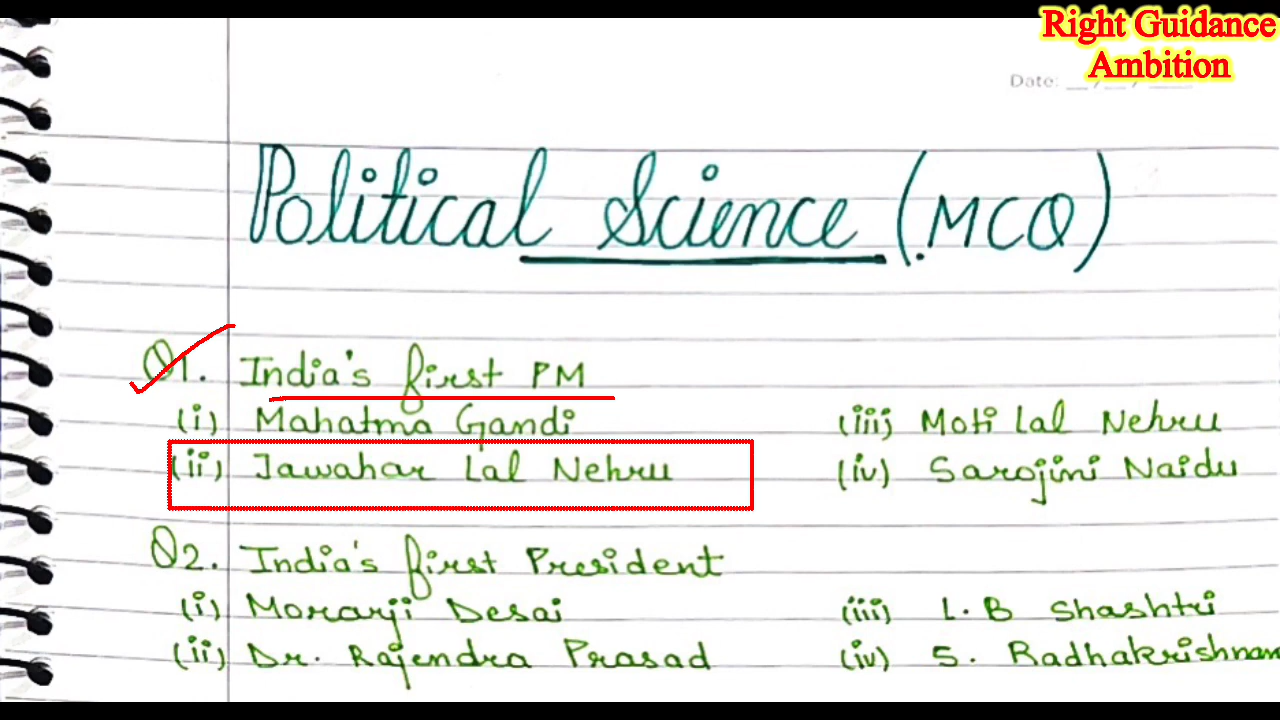 Right Guidance
Ambition
Date: __/__/____
Political Science (MCQ)
Q1. India's first PM
(i) Mahatma Gandi (iii) Moti Lal Nehru
(ii) Jawahar Lal Nehru (iv) Sarojini Naidu
Q2. India's first President
(i) Morarji Desai (iii) L.B Shashtri
(ii) Dr. Rajendra Prasad (iv) S. Radhakrishnan